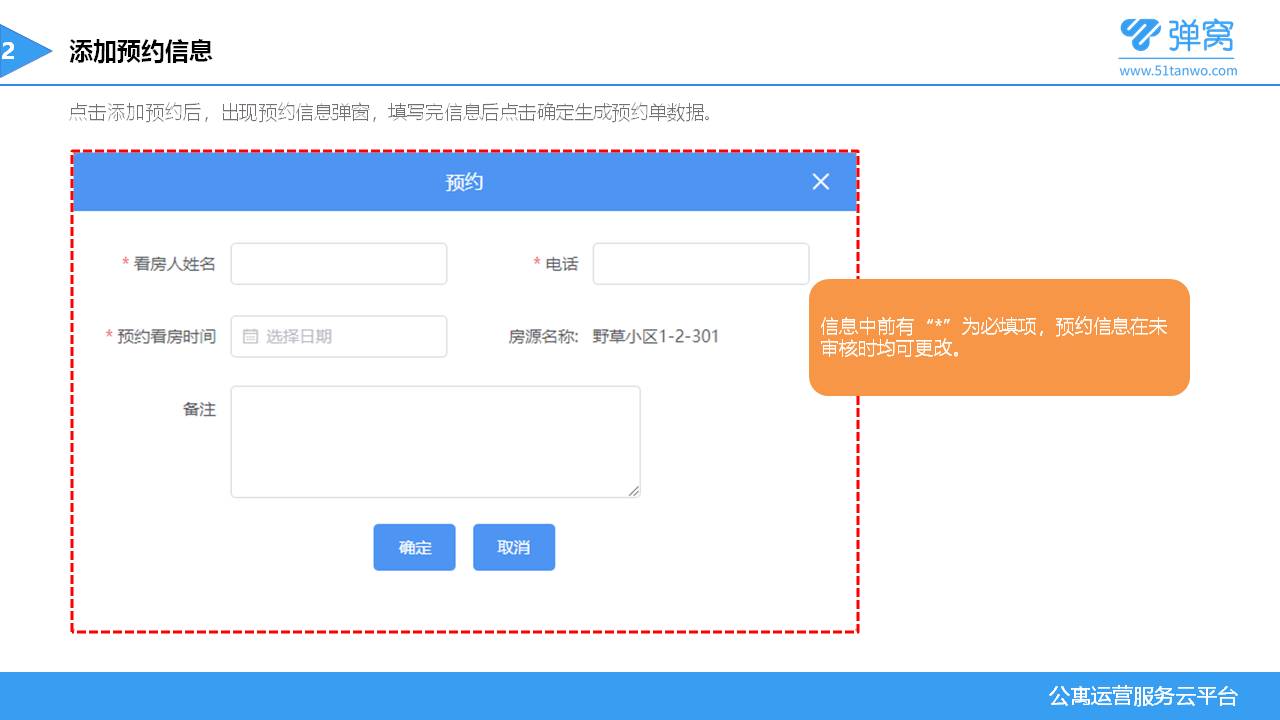 2
添加预约信息
弹窝
www.51tanwo.com
点击添加预约后，出现预约信息弹窗，填写完信息后点击确定生成预约单数据。
预约
* 看房人姓名
* 电话
* 预约看房时间
选择日期
房源名称:
野草小区1-2-301
信息中前有“*”为必填项，预约信息在未
审核时均可更改。
备注
确定
取消
公寓运营服务云平台